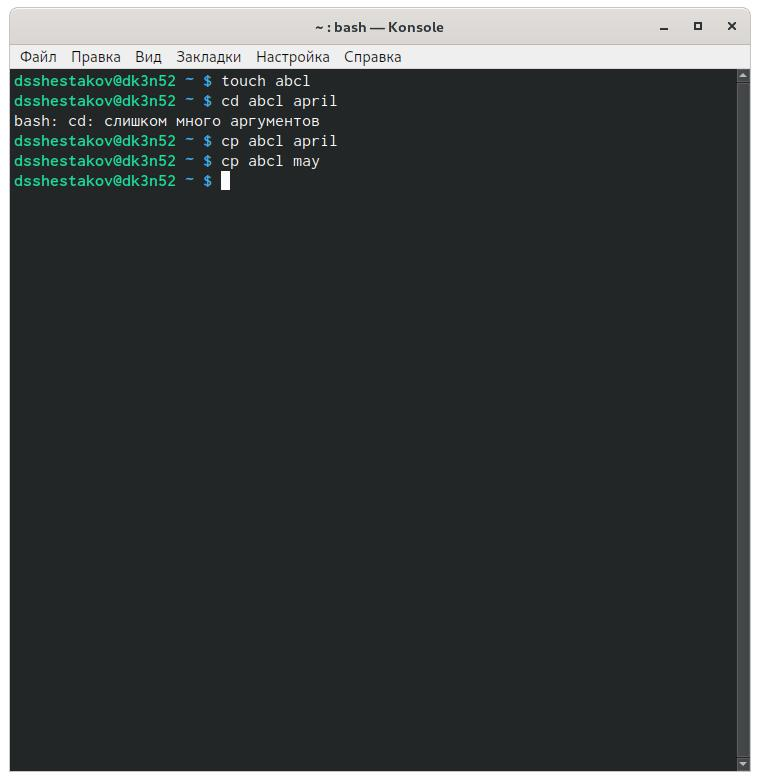 ~ : bash — Konsole
Файл Правка Вид Закладки Настройка Справка
dsshestakov@dk3n52 ~ $ touch abcl
dsshestakov@dk3n52 ~ $ cd abcl april
bash: cd: слишком много аргументов
dsshestakov@dk3n52 ~ $ cp abcl april
dsshestakov@dk3n52 ~ $ cp abcl may
dsshestakov@dk3n52 ~ $